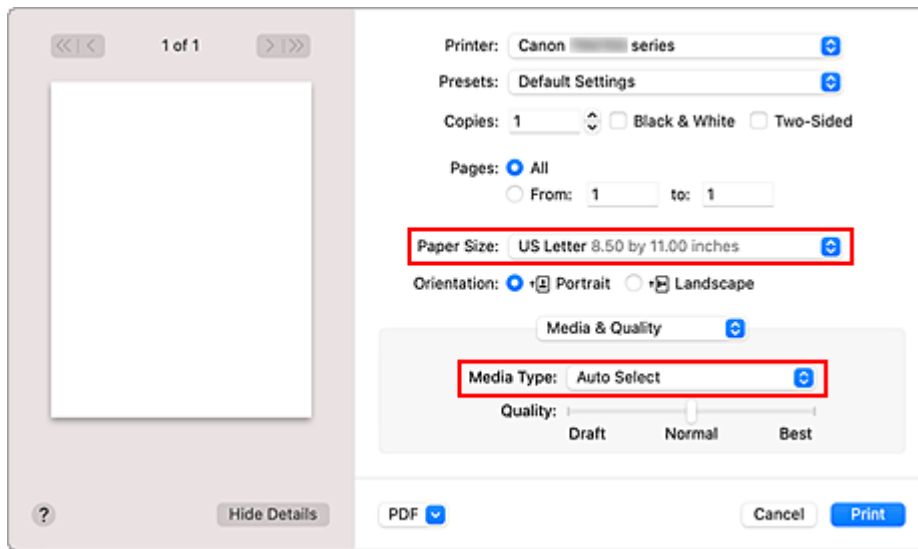 1 of 1
Printer: Canon series
Presets: Default Settings
Copies: 1 Black & White Two-Sided
Pages: All
From: 1 to: 1
Paper Size: US Letter 8.50 by 11.00 inches
Orientation: Portrait Landscape
Media & Quality
Media Type: Auto Select
Quality:
Draft Normal Best
? Hide Details PDF Cancel Print